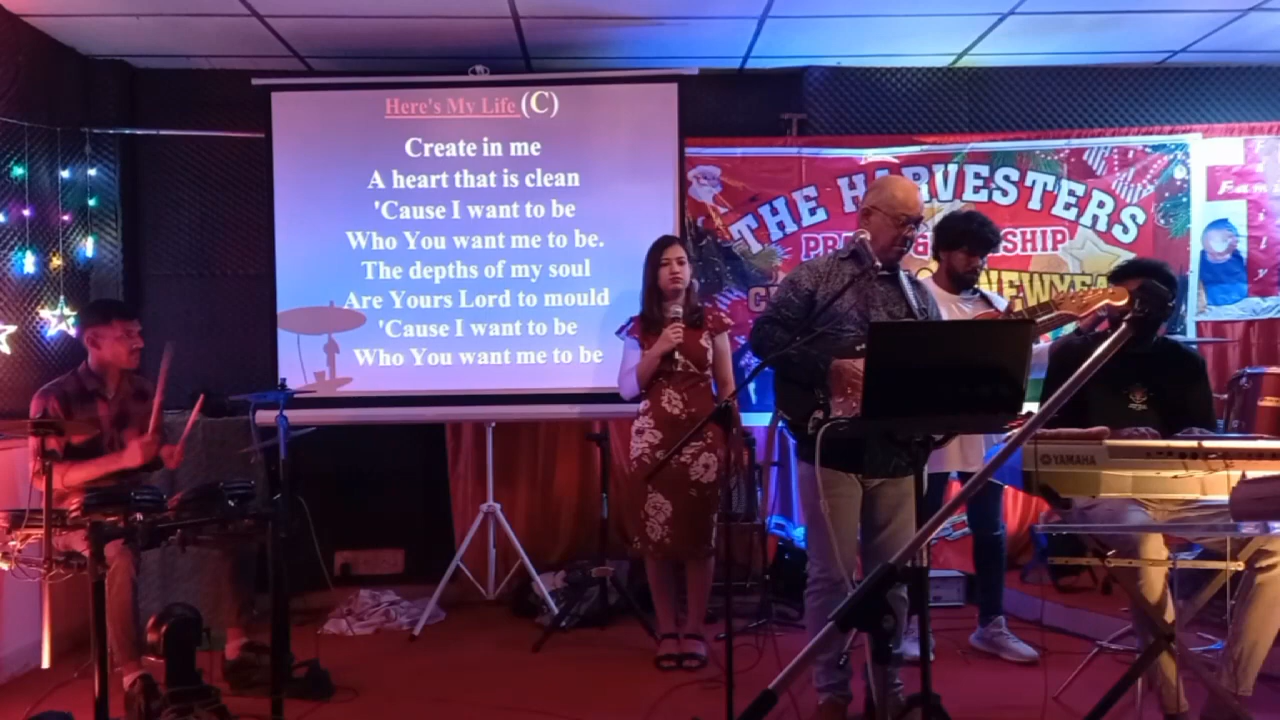 Here's My Life (C)
Create in me
A heart that is clean
'Cause I want to be
Who You want me to be.
The depths of my soul
Are Yours Lord to mould
'Cause I want to be
Who You want me to be
THE HARVESTERS
YAMAHA